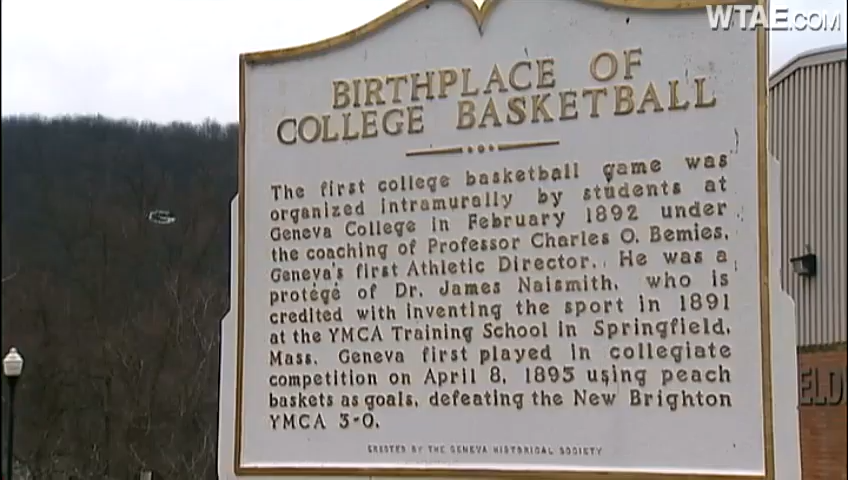 WTAE.COM
BIRTHPLACE OF
COLLEGE BASKETBALL
The first college basketball game was
organized intramurally by students at
Geneva College in February 1892 under
the coaching of Professor Charles O. Bemies,
Geneva's first Athletic Director. He was a
protégé of Dr. James Naismith, who is
credited with inventing the sport in 1891
at the YMCA Training School in Springfield,
Mass. Geneva first played in collegiate
competition on April 8, 1893 using peach
baskets as goals, defeating the New Brighton
YMCA 3-0.
ERECTED BY THE GENEVA HISTORICAL SOCIETY
G